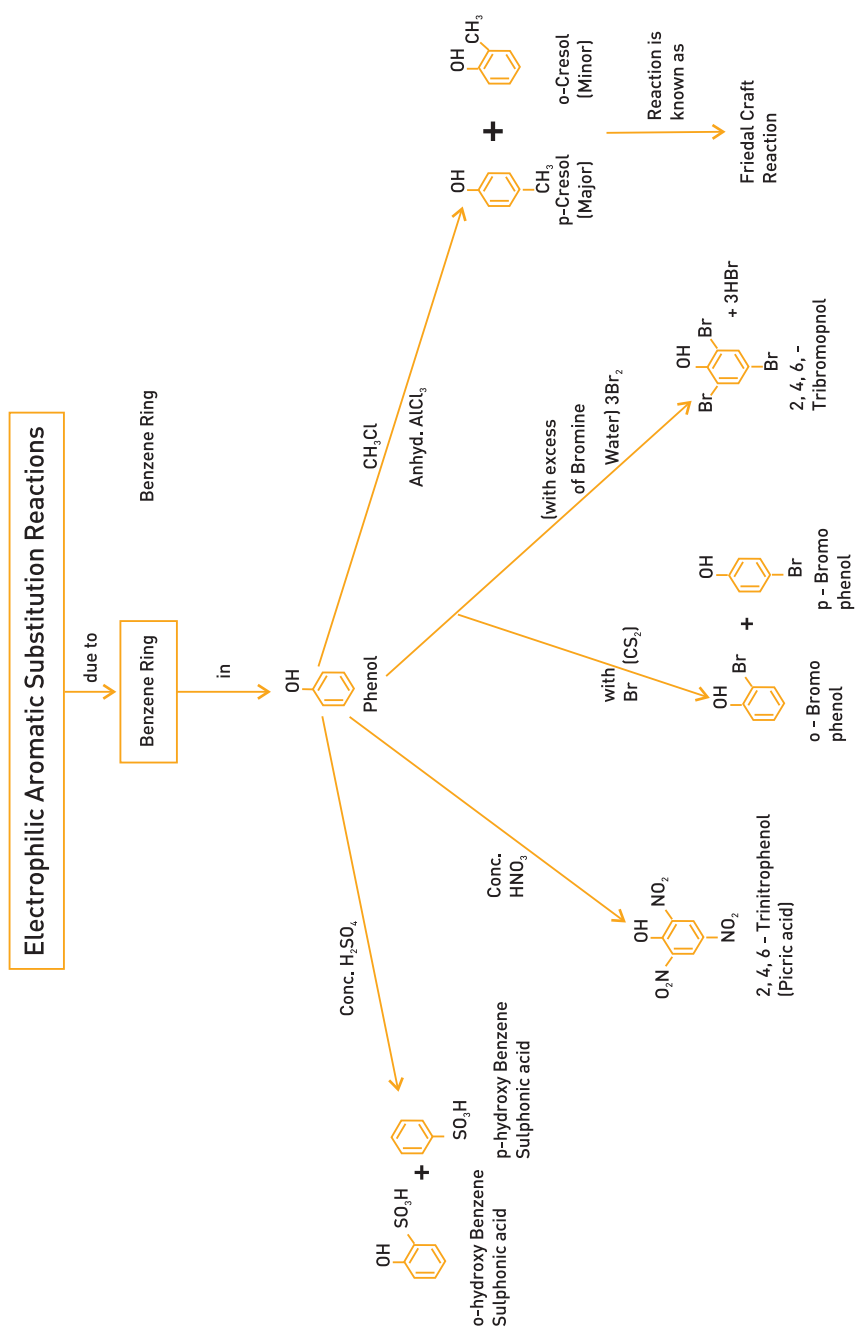 Electrophilic Aromatic Substitution Reactions
due to
Benzene Ring
Benzene Ring
in
OH
Phenol
Conc. H₂SO₄
OH
SO₃H
+
SO₃H
o-hydroxy Benzene
Sulphonic acid
p-hydroxy Benzene
Sulphonic acid
Conc.
HNO₃
O₂N
OH
NO₂
NO₂
2, 4, 6 - Trinitrophenol
(Picric acid)
with
Br (CS₂)
OH
Br
+
OH
Br
o - Bromo
phenol
p - Bromo
phenol
(with excess
of Bromine
Water) 3Br₂
Br
OH
Br
Br
+ 3HBr
2, 4, 6, -
Tribromopnol
CH₃Cl
Anhyd. AlCl₃
OH
CH₃
+
OH
CH₃
p-Cresol
(Major)
o-Cresol
(Minor)
Reaction is
known as
Friedal Craft
Reaction